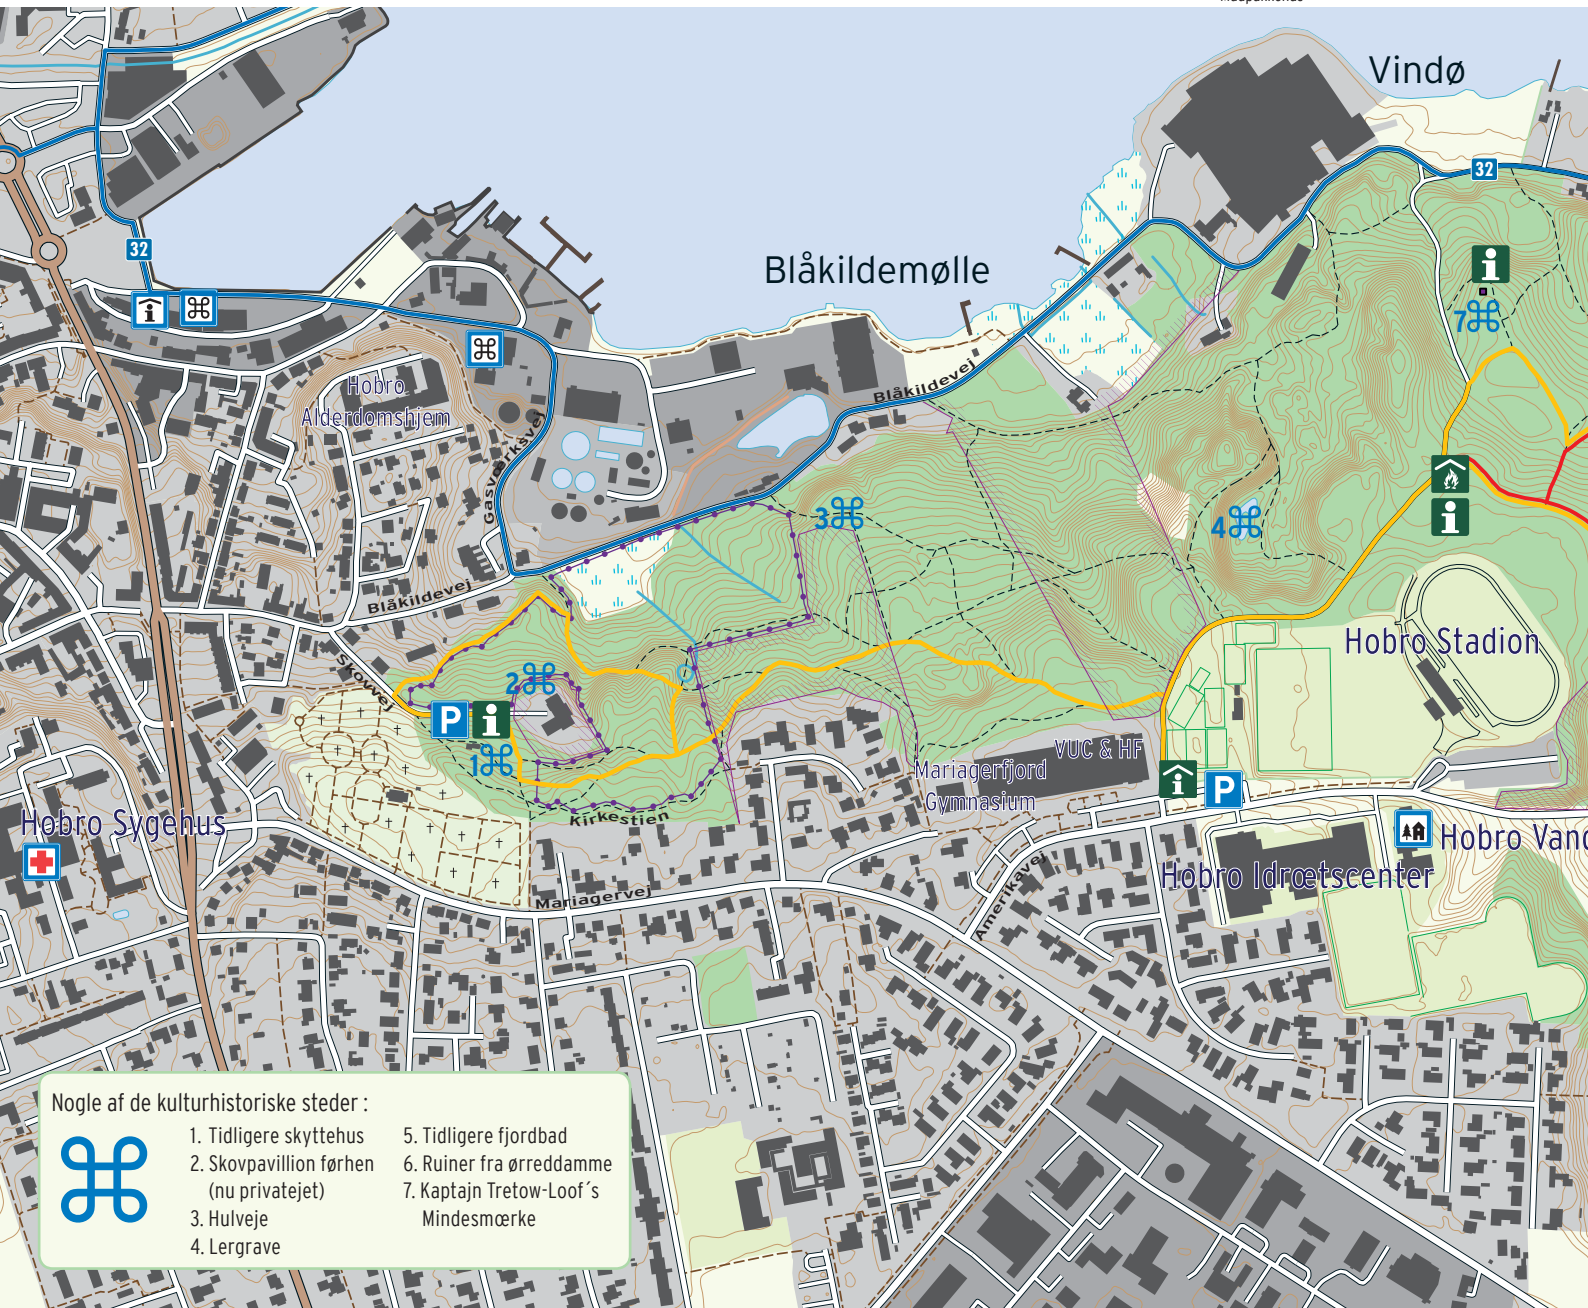 Vindø
32
Blåkildemølle
32
7
Hobro
Alderdomshjem
Blåkildevej
Gasværksvej
3
4
Blåkildevej
Skovvej
2
P
1
Kirkestien
Hobro Stadion
VUC & HF
Mariagerfjord
Gymnasium
P
Hobro Sygehus
Hobro Vand
Hobro Idrætscenter
Mariagervej
Amerikavej
Nogle af de kulturhistoriske steder :
1. Tidligere skyttehus
2. Skovpavillion førhen
(nu privatejet)
3. Hulveje
4. Lergrave
5. Tidligere fjordbad
6. Ruiner fra ørreddamme
7. Kaptajn Tretow-Loof´s
Mindesmærke